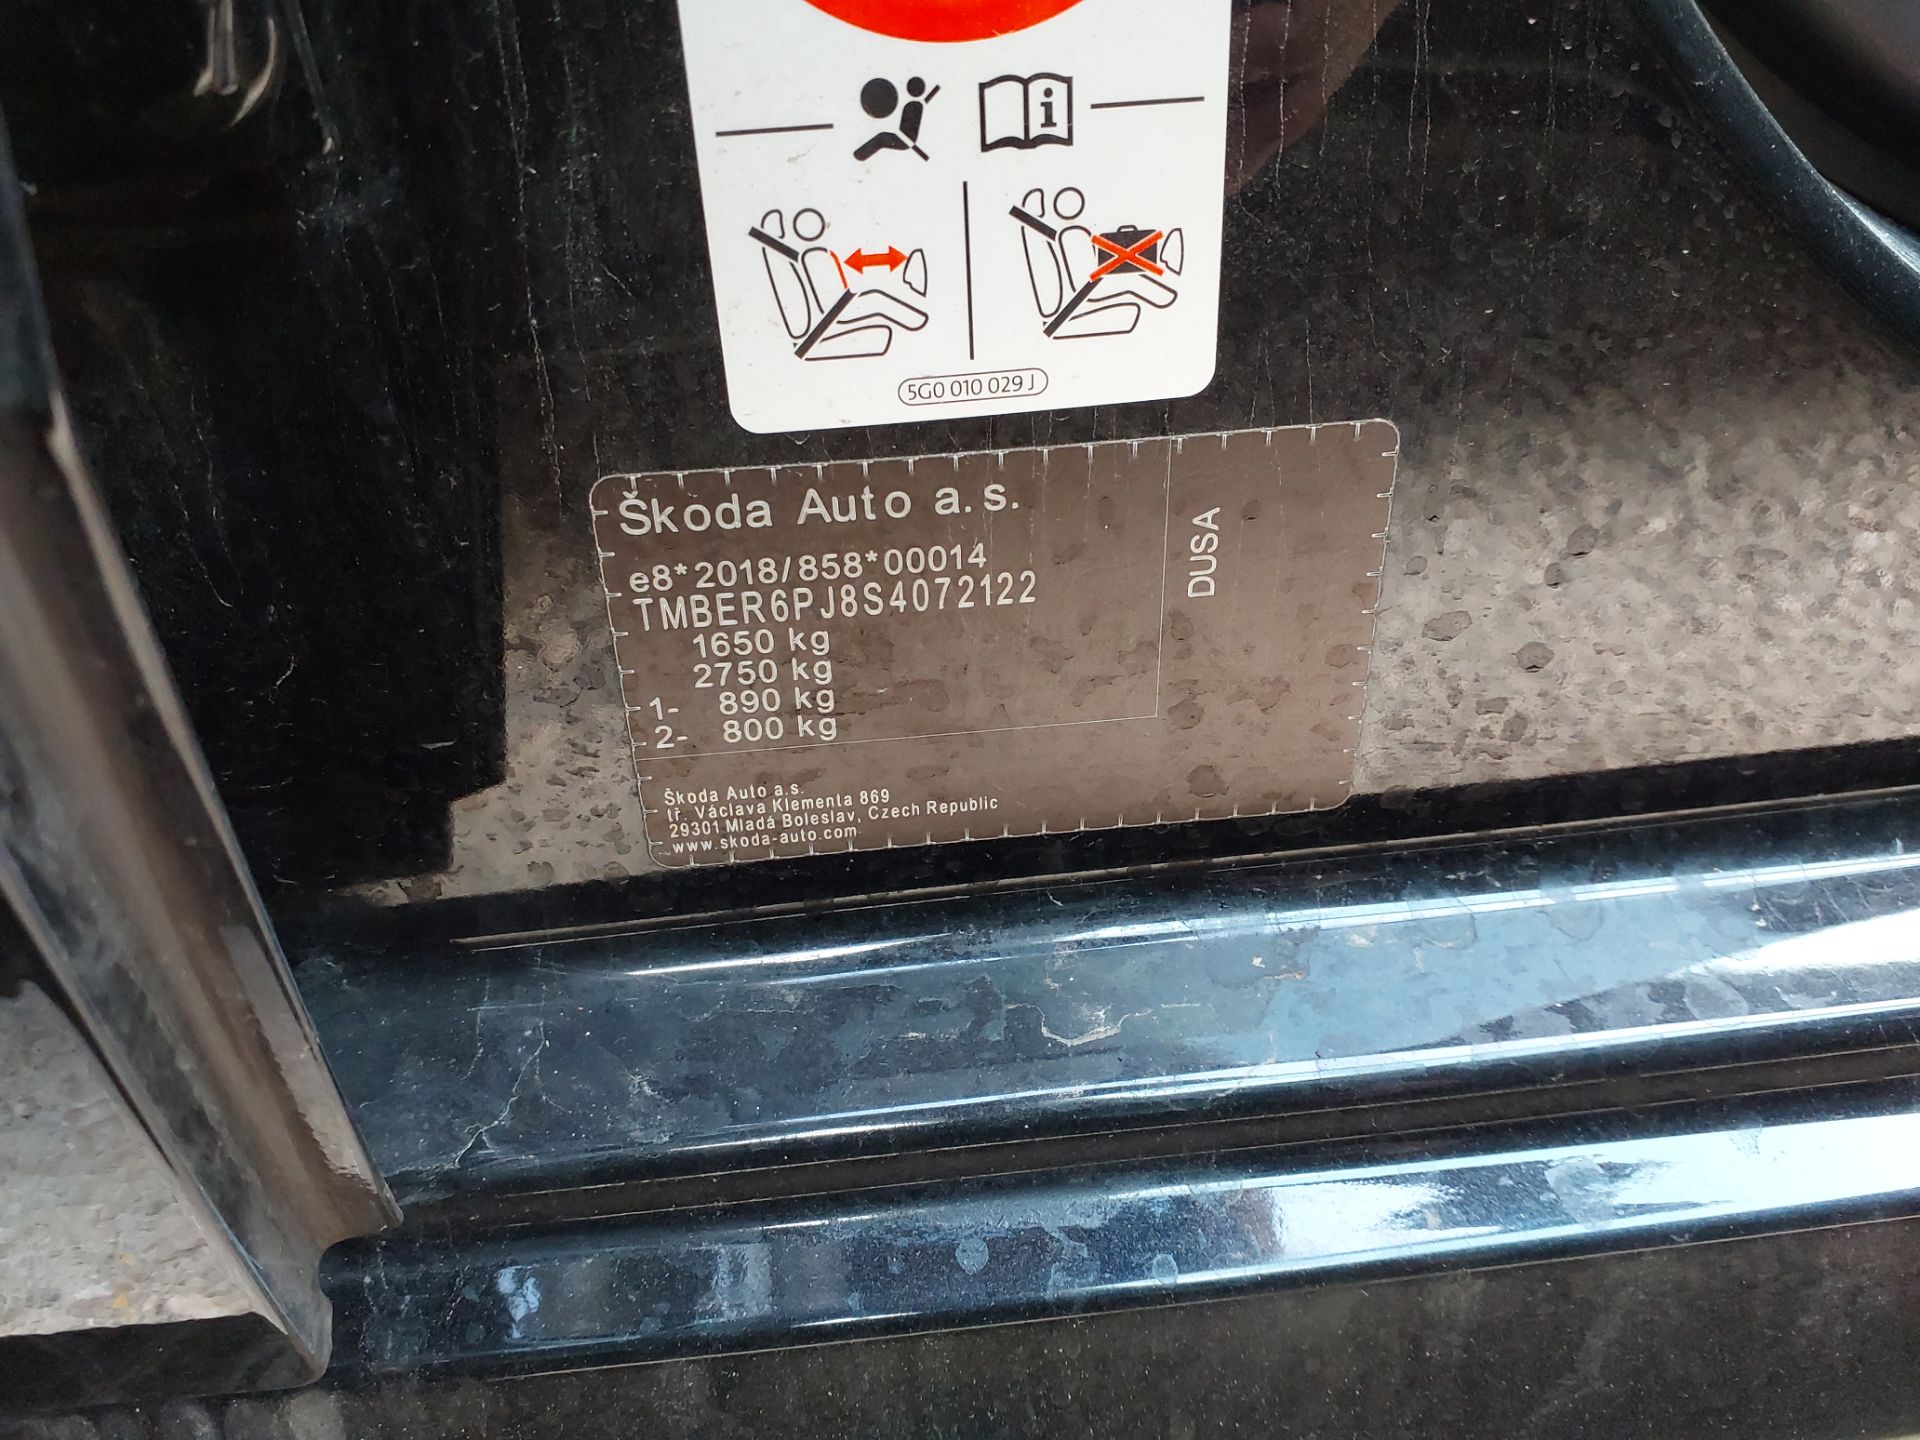 i
5G0 010 029 J
Škoda Auto a.s.
e8*2018/858*00014
TMBER6PJ8S4072122
1650 kg
2750 kg
1- 890 kg
2- 800 kg
DUSA
Škoda Auto a.s.
tř. Václava Klementa 869
29301 Mladá Boleslav, Czech Republic
www.skoda-auto.com